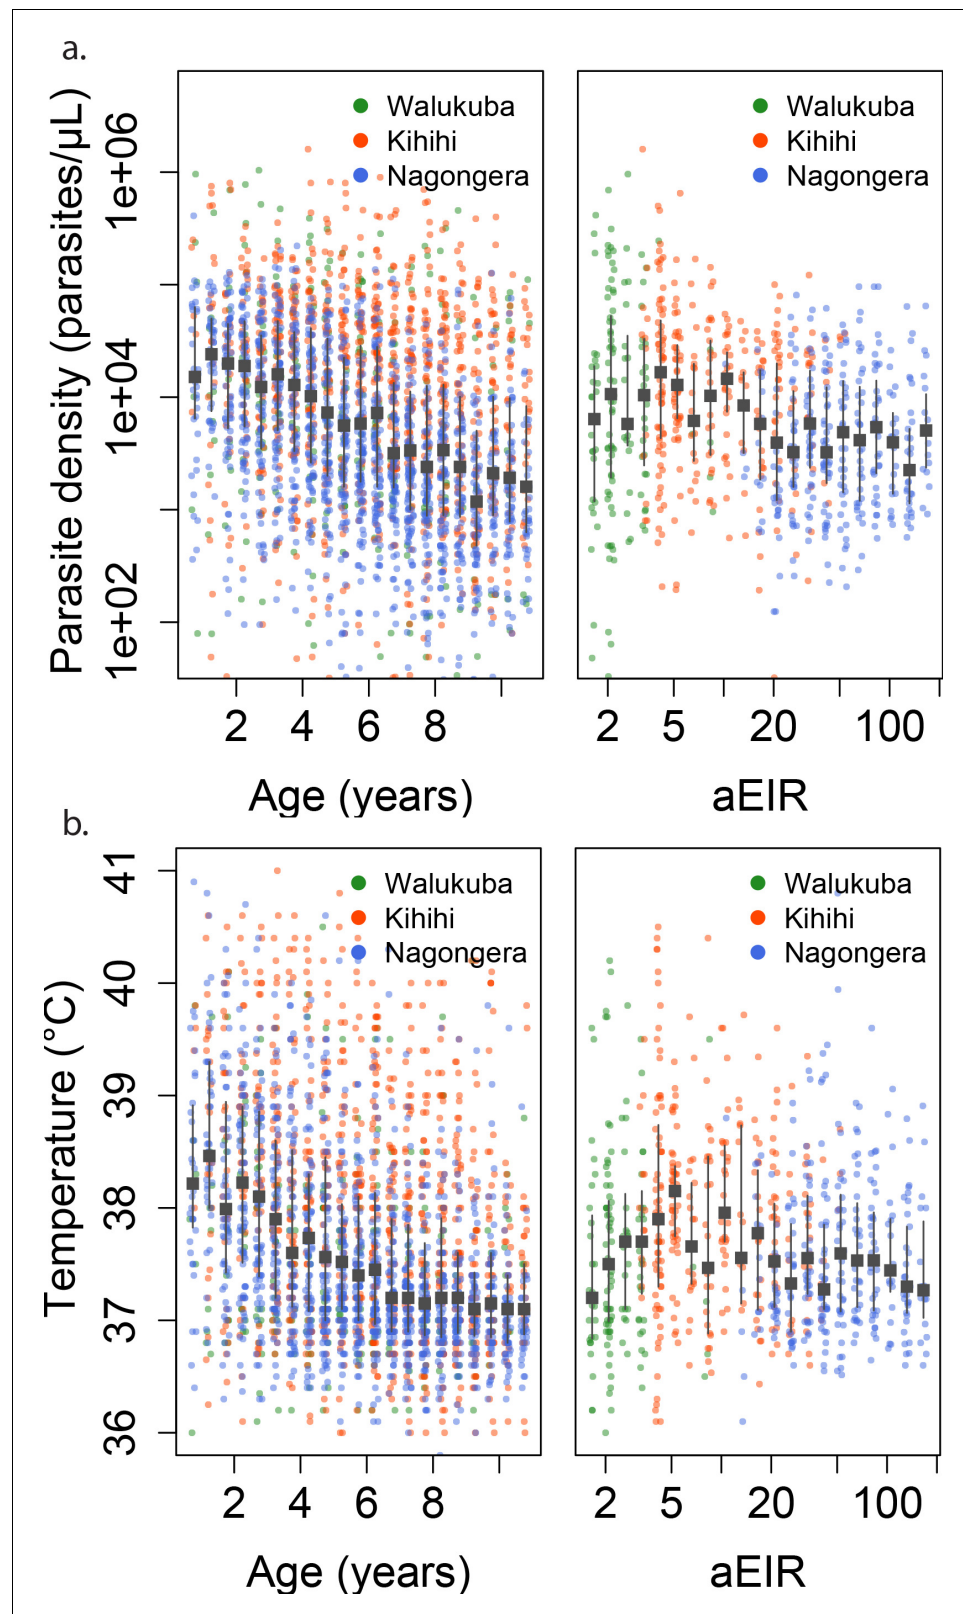 a.
Parasite density (parasites/µL)
1e+06
1e+04
1e+02
Walukuba
Kihihi
Nagongera
2 4 6 8
Age (years)
Walukuba
Kihihi
Nagongera
2 5 20 100
aEIR
b.
Temperature (°C)
41
40
39
38
37
36
Walukuba
Kihihi
Nagongera
2 4 6 8
Age (years)
Walukuba
Kihihi
Nagongera
2 5 20 100
aEIR